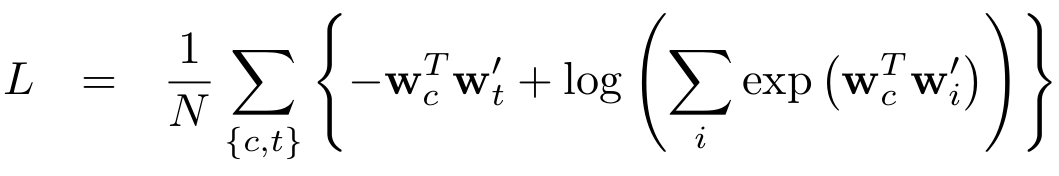 L = \frac{1}{N} \sum_{\{c,t\}} \left\{ -\mathbf{w}_c^T \mathbf{w}_t' + \log \left( \sum_i \exp \left( \mathbf{w}_c^T \mathbf{w}_i' \right) \right) \right\}